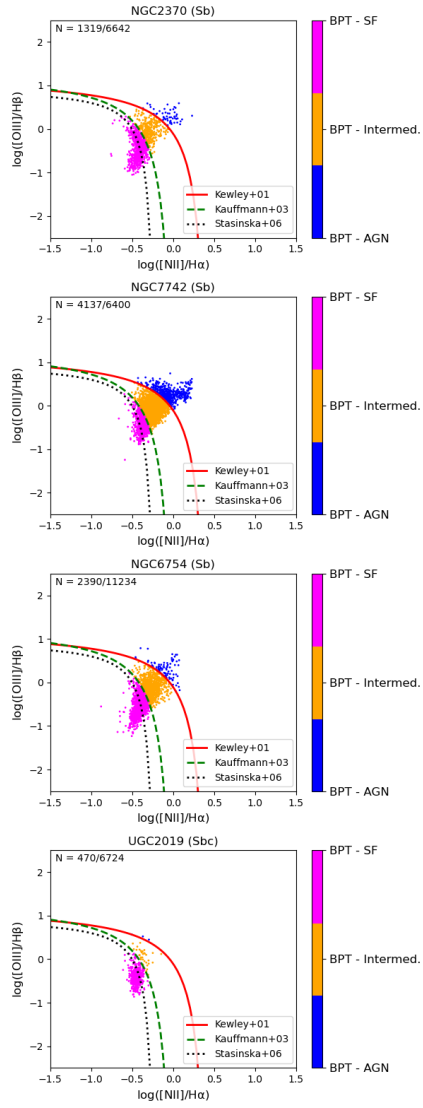 NGC2370 (Sb)
N = 1319/6642
log([OIII]/Hβ)
2
1
0
−1
−2
−1.5 −1.0 −0.5 0.0 0.5 1.0 1.5
log([NII]/Hα)
Kewley+01
Kauffmann+03
Stasinska+06
BPT - SF
BPT - Intermed.
BPT - AGN
NGC7742 (Sb)
N = 4137/6400
log([OIII]/Hβ)
2
1
0
−1
−2
−1.5 −1.0 −0.5 0.0 0.5 1.0 1.5
log([NII]/Hα)
Kewley+01
Kauffmann+03
Stasinska+06
BPT - SF
BPT - Intermed.
BPT - AGN
NGC6754 (Sb)
N = 2390/11234
log([OIII]/Hβ)
2
1
0
−1
−2
−1.5 −1.0 −0.5 0.0 0.5 1.0 1.5
log([NII]/Hα)
Kewley+01
Kauffmann+03
Stasinska+06
BPT - SF
BPT - Intermed.
BPT - AGN
UGC2019 (Sbc)
N = 470/6724
log([OIII]/Hβ)
2
1
0
−1
−2
−1.5 −1.0 −0.5 0.0 0.5 1.0 1.5
log([NII]/Hα)
Kewley+01
Kauffmann+03
Stasinska+06
BPT - SF
BPT - Intermed.
BPT - AGN